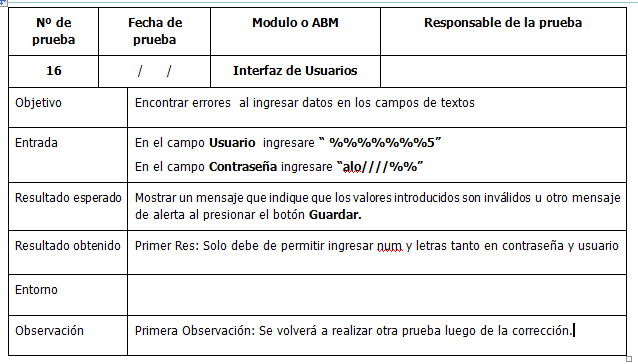 Nº de prueba Fecha de prueba Modulo o ABM Responsable de la prueba
16 / / Interfaz de Usuarios
Objetivo Encontrar errores al ingresar datos en los campos de textos
Entrada En el campo Usuario ingresare “ %%%%%%%%5”
En el campo Contraseña ingresare “alo////%%”
Resultado esperado Mostrar un mensaje que indique que los valores introducidos son inválidos u otro mensaje
de alerta al presionar el botón Guardar.
Resultado obtenido Primer Res: Solo debe de permitir ingresar num y letras tanto en contraseña y usuario
Entorno
Observación Primera Observación: Se volverá a realizar otra prueba luego de la corrección.